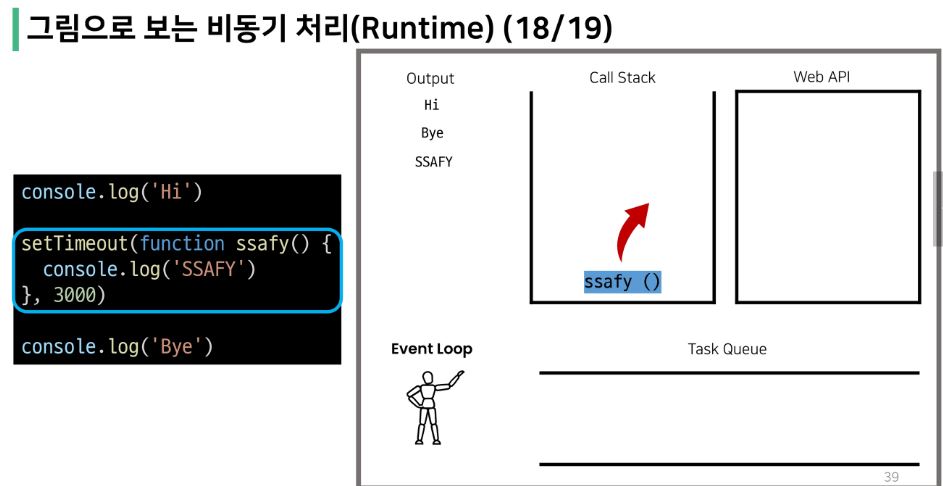 그림으로 보는 비동기 처리(Runtime) (18/19)
console.log('Hi')
setTimeout(function ssafy() {
  console.log('SSAFY')
}, 3000)
console.log('Bye')
Output
Hi
Bye
SSAFY
Call Stack
ssafy ()
Web API
Event Loop
Task Queue
39